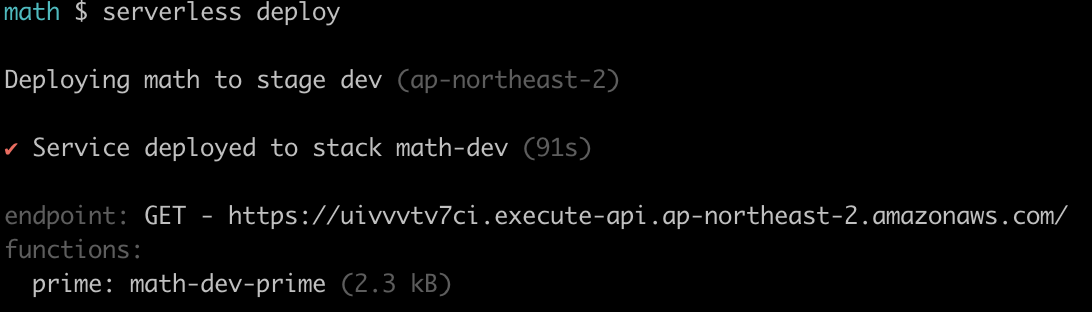 math $ serverless deploy
Deploying math to stage dev (ap-northeast-2)
✔ Service deployed to stack math-dev (91s)
endpoint: GET - https://uivvvtv7ci.execute-api.ap-northeast-2.amazonaws.com/
functions:
prime: math-dev-prime (2.3 kB)